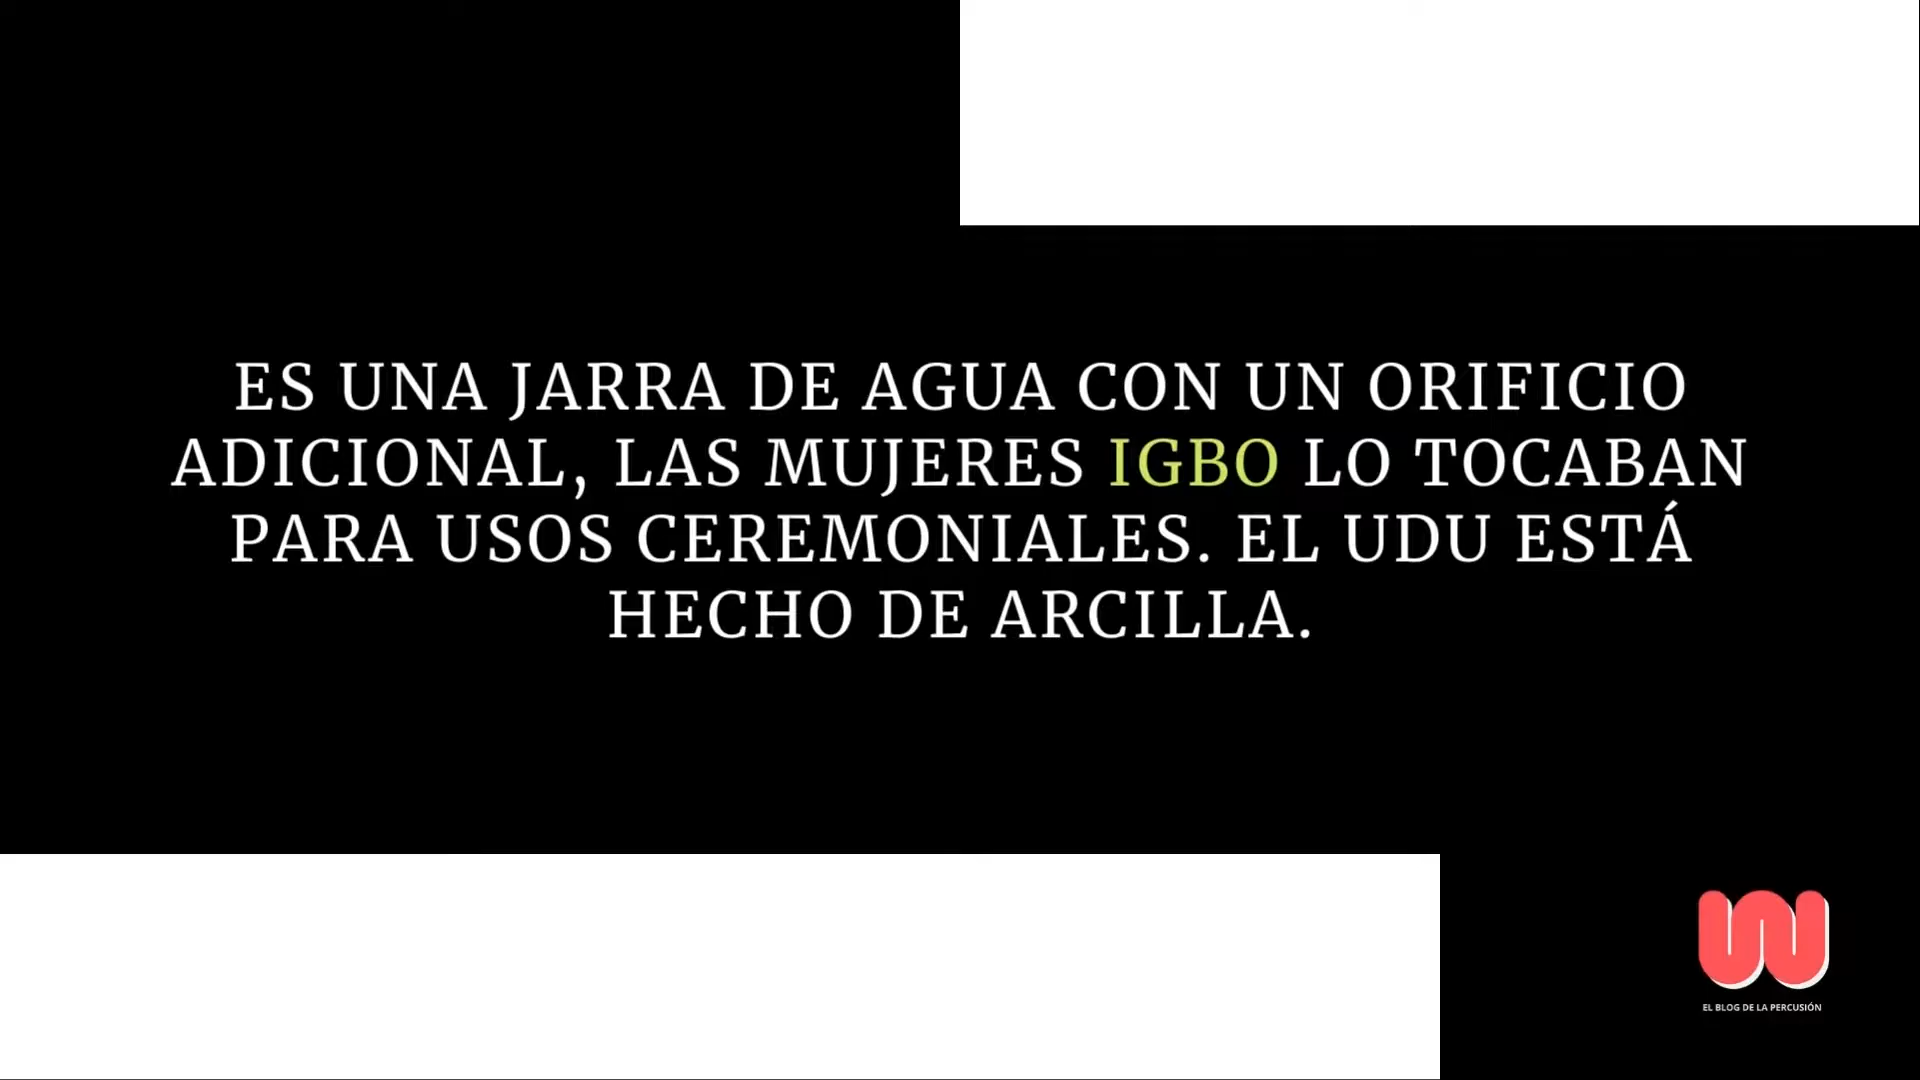 ES UNA JARRA DE AGUA CON UN ORIFICIO
ADICIONAL, LAS MUJERES IGBO LO TOCABAN
PARA USOS CEREMONIALES. EL UDU ESTÁ
HECHO DE ARCILLA.
EL BLOG DE LA PERCUSIÓN